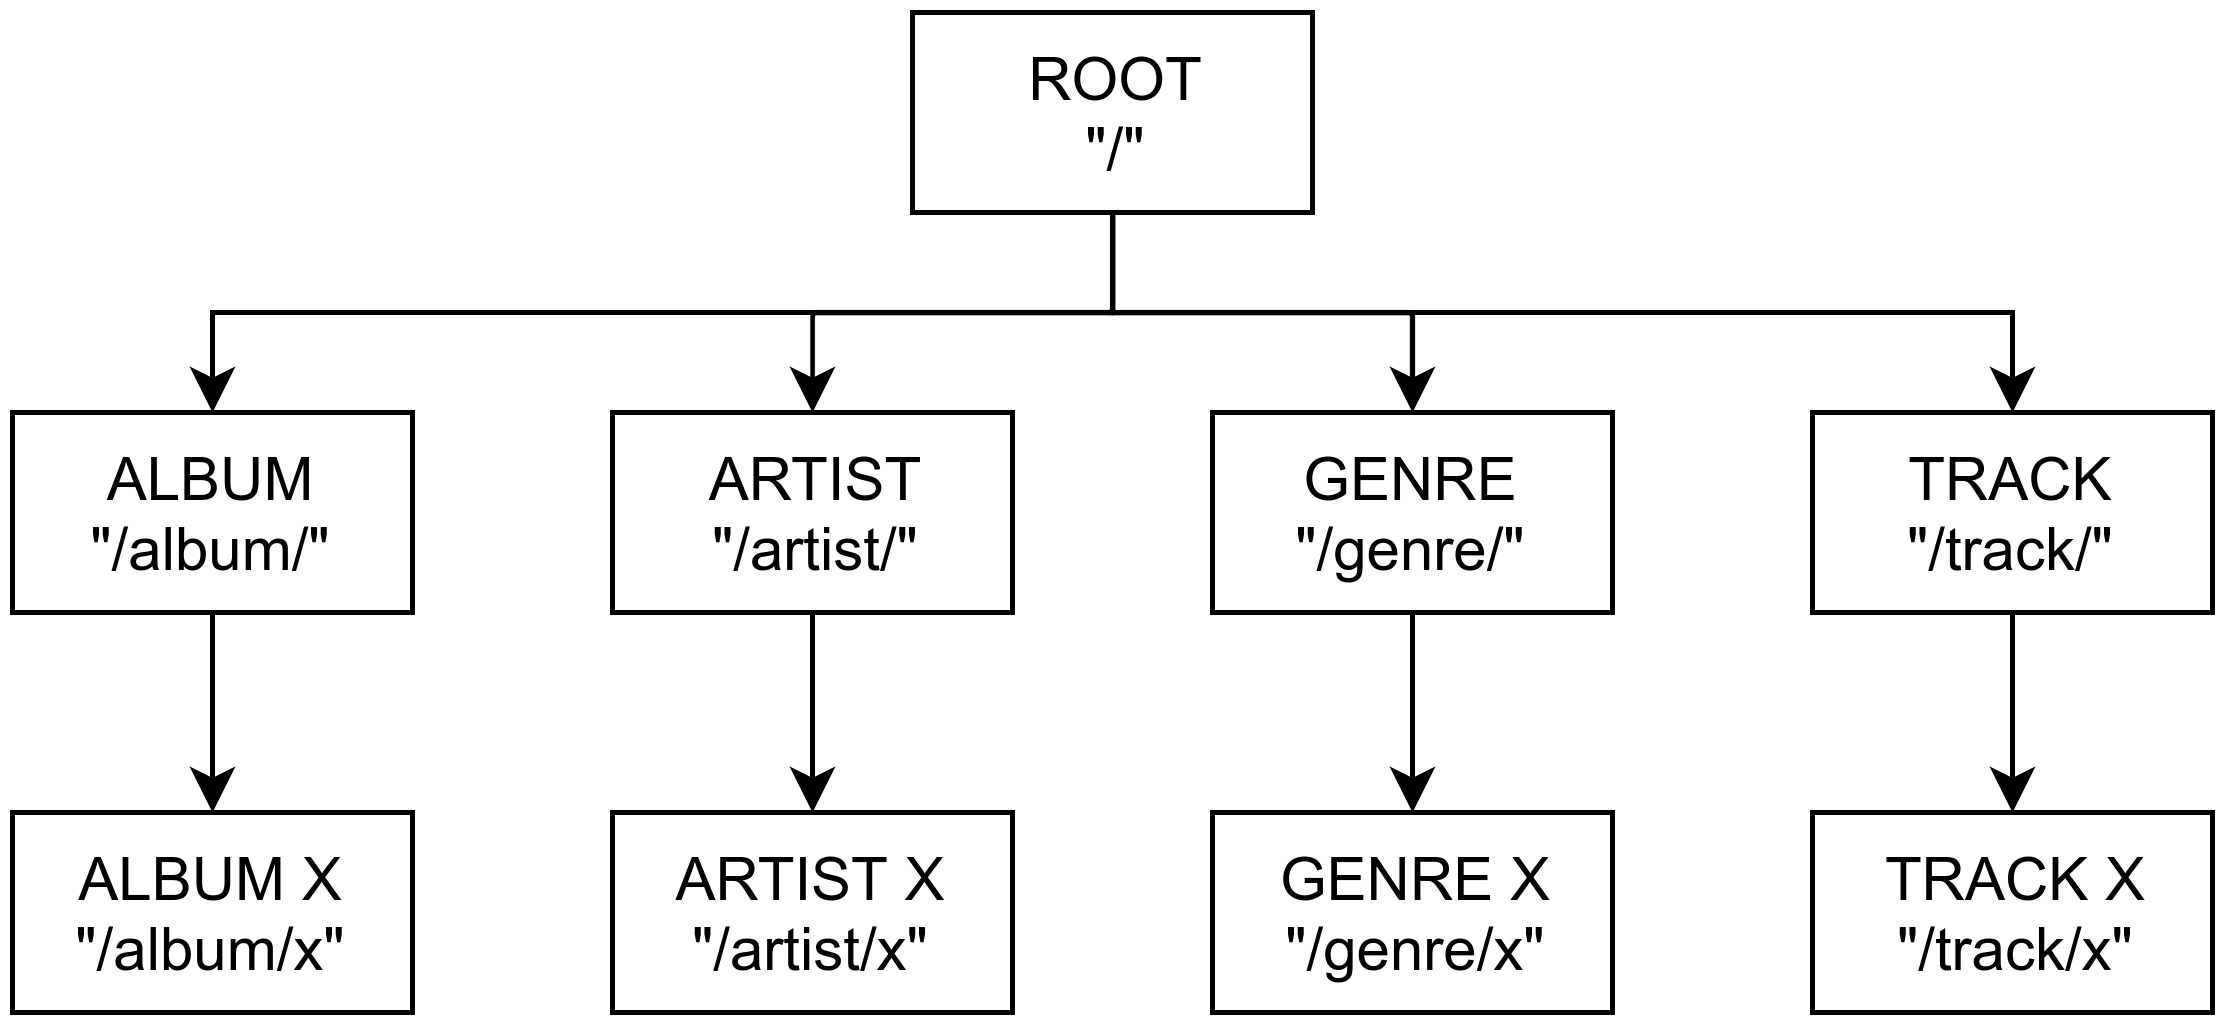 ROOT
"/"
ALBUM
"/album/"
ARTIST
"/artist/"
GENRE
"/genre/"
TRACK
"/track/"
ALBUM X
"/album/x"
ARTIST X
"/artist/x"
GENRE X
"/genre/x"
TRACK X
"/track/x"